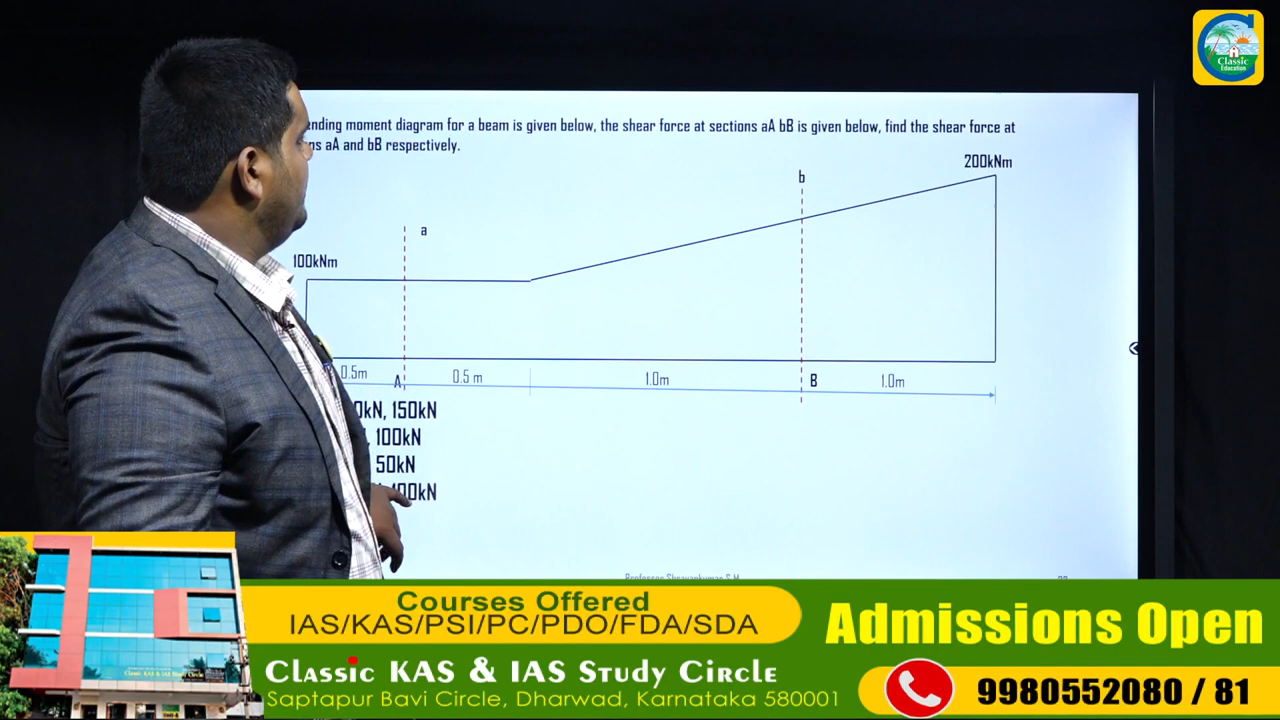 Classic
Education
ending moment diagram for a beam is given below, the shear force at sections aA bB is given below, find the shear force at
ns aA and bB respectively.
200kNm
b
a
100kNm
0.5m
A
0.5 m
1.0m
B
1.0m
0kN, 150kN
, 100kN
50kN
100kN
Professor Shravankumar S M
Courses Offered
IAS/KAS/PSI/PC/PDO/FDA/SDA
Admissions Open
Classic KAS & IAS Study Circle
Saptapur Bavi Circle, Dharwad, Karnataka 580001
9980552080 / 81